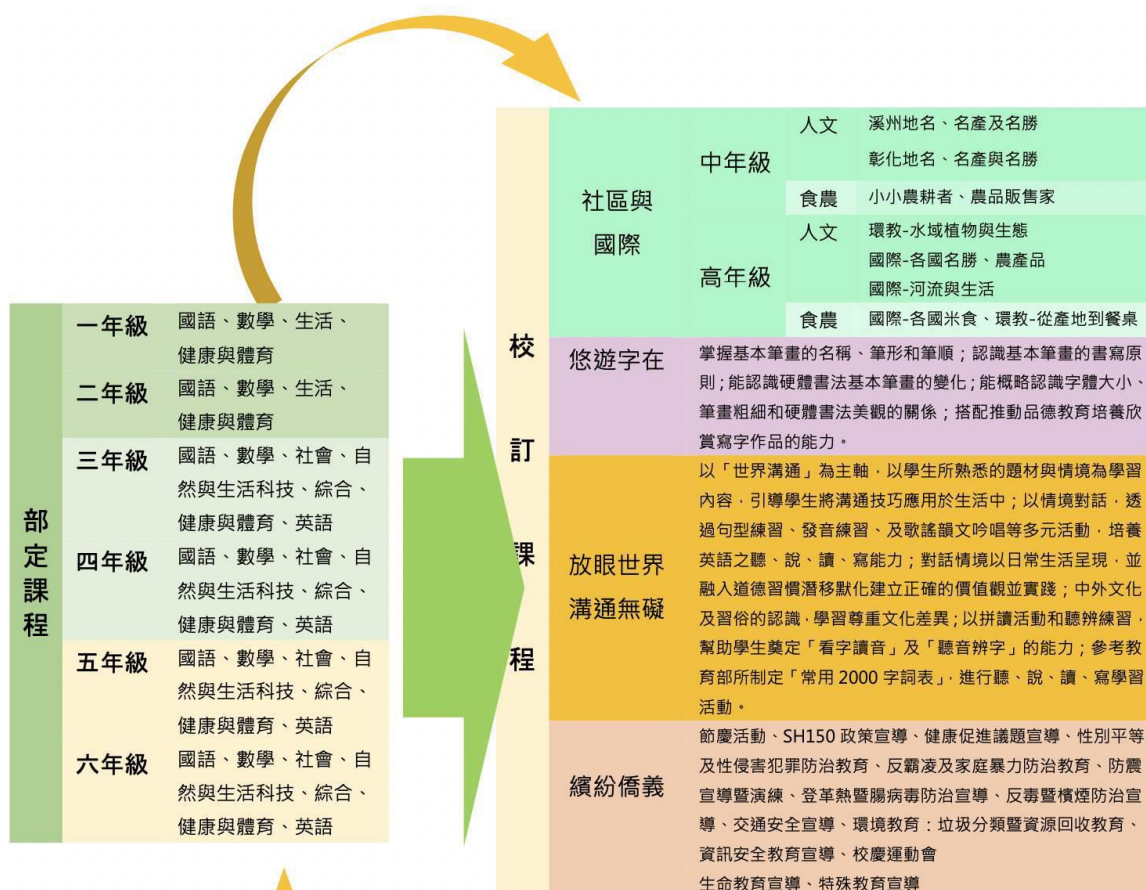 部定課程
一年級
國語、數學、生活、
健康與體育
二年級
國語、數學、生活、
健康與體育
三年級
國語、數學、社會、自
然與生活科技、綜合、
健康與體育、英語
四年級
國語、數學、社會、自
然與生活科技、綜合、
健康與體育、英語
五年級
國語、數學、社會、自
然與生活科技、綜合、
健康與體育、英語
六年級
國語、數學、社會、自
然與生活科技、綜合、
健康與體育、英語
校訂課程
社區與
國際
中年級
人文
溪州地名、名產及名勝
彰化地名、名產與名勝
食農
小小農耕者、農品販售家
高年級
人文
環教-水域植物與生態
國際-各國名勝、農產品
國際-河流與生活
食農
國際-各國米食、環教-從產地到餐桌
悠遊字在
掌握基本筆畫的名稱、筆形和筆順；認識基本筆畫的書寫原
則；能認識硬體書法基本筆畫的變化；能概略認識字體大小、
筆畫粗細和硬體書法美觀的關係；搭配推動品德教育培養欣
賞寫字作品的能力。
放眼世界
溝通無礙
以「世界溝通」為主軸，以學生所熟悉的題材與情境為學習
內容，引導學生將溝通技巧應用於生活中；以情境對話，透
過句型練習、發音練習、及歌謠韻文吟唱等多元活動，培養
英語之聽、說、讀、寫能力；對話情境以日常生活呈現，並
融入道德習慣潛移默化建立正確的價值觀並實踐；中外文化
及習俗的認識，學習尊重文化差異；以拼讀活動和聽辨練習，
幫助學生奠定「看字讀音」及「聽音辨字」的能力；參考教
育部所制定「常用 2000 字詞表」，進行聽、說、讀、寫學習
活動。
繽紛僑義
節慶活動、SH150 政策宣導、健康促進議題宣導、性別平等
及性侵害犯罪防治教育、反霸凌及家庭暴力防治教育、防震
宣導暨演練、登革熱暨腸病毒防治宣導、反毒暨檳煙防治宣
導、交通安全宣導、環境教育：垃圾分類暨資源回收教育、
資訊安全教育宣導、校慶運動會
生命教育宣導、特殊教育宣導